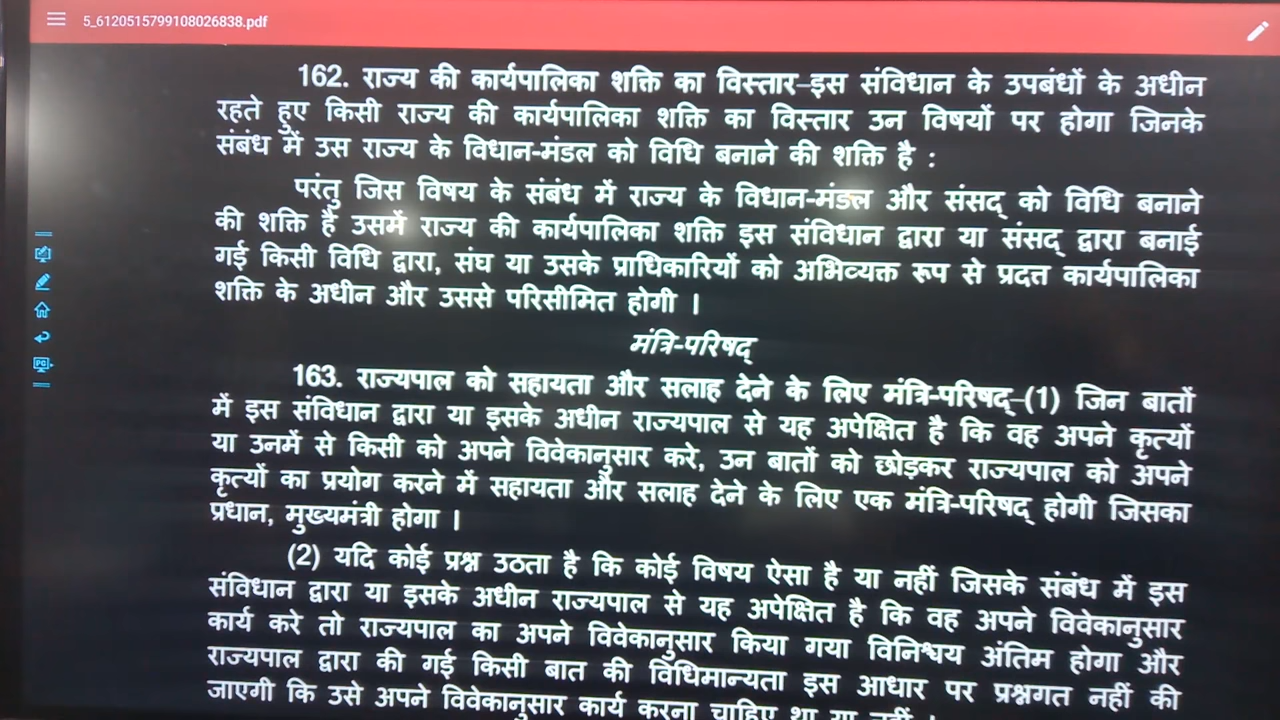 5_6120515799108026838.pdf
162. राज्य की कार्यपालिका शक्ति का विस्तार–इस संविधान के उपबंधों के अधीन
रहते हुए किसी राज्य की कार्यपालिका शक्ति का विस्तार उन विषयों पर होगा जिनके
संबंध में उस राज्य के विधान-मंडल को विधि बनाने की शक्ति है :
परंतु जिस विषय के संबंध में राज्य के विधान-मंडल और संसद् को विधि बनाने
की शक्ति है उसमें राज्य की कार्यपालिका शक्ति इस संविधान द्वारा या संसद् द्वारा बनाई
गई किसी विधि द्वारा, संघ या उसके प्राधिकारियों को अभिव्यक्त रूप से प्रदत्त कार्यपालिका
शक्ति के अधीन और उससे परिसीमित होगी ।
मंत्रि-परिषद्
163. राज्यपाल को सहायता और सलाह देने के लिए मंत्रि-परिषद्–(1) जिन बातों
में इस संविधान द्वारा या इसके अधीन राज्यपाल से यह अपेक्षित है कि वह अपने कृत्यों
या उनमें से किसी को अपने विवेकानुसार करे, उन बातों को छोड़कर राज्यपाल को अपने
कृत्यों का प्रयोग करने में सहायता और सलाह देने के लिए एक मंत्रि-परिषद् होगी जिसका
प्रधान, मुख्यमंत्री होगा ।
(2) यदि कोई प्रश्न उठता है कि कोई विषय ऐसा है या नहीं जिसके संबंध में इस
संविधान द्वारा या इसके अधीन राज्यपाल से यह अपेक्षित है कि वह अपने विवेकानुसार
कार्य करे तो राज्यपाल का अपने विवेकानुसार किया गया विनिश्चय अंतिम होगा और
राज्यपाल द्वारा की गई किसी बात की विधिमान्यता इस आधार पर प्रश्नगत नहीं की
जाएगी कि उसे अपने विवेकानुसार कार्य करना चाहिए था या नहीं ।
PC